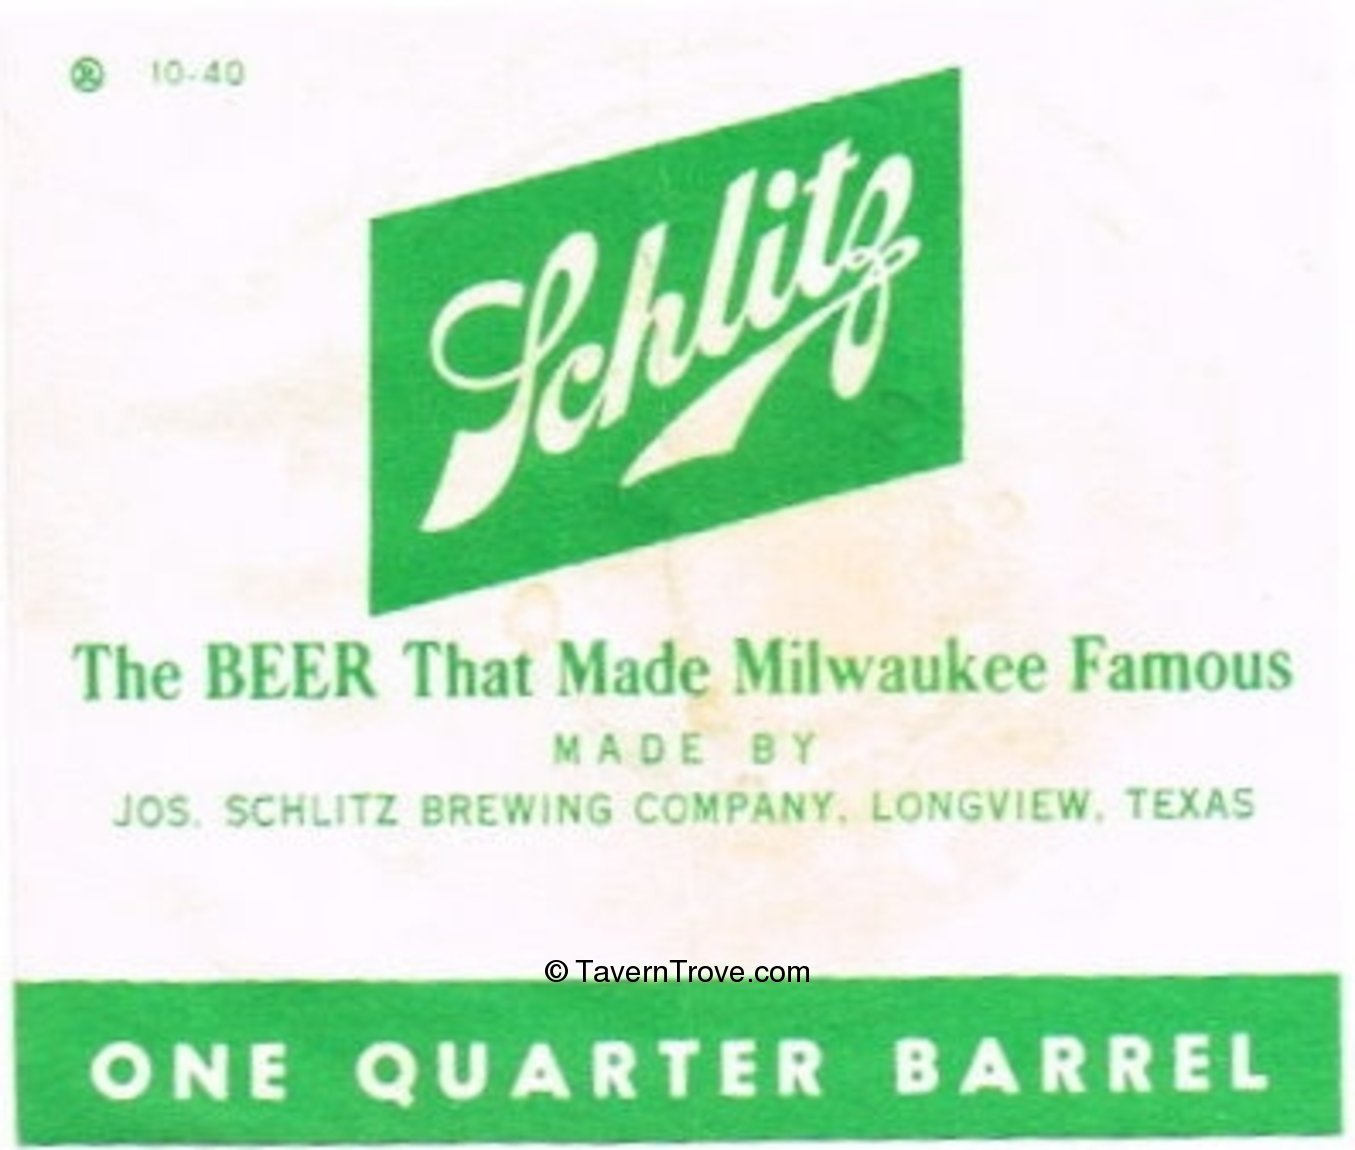 10-40
Schlitz
The BEER That Made Milwaukee Famous
MADE BY
JOS. SCHLITZ BREWING COMPANY, LONGVIEW, TEXAS
© TavernTrove.com
ONE QUARTER BARREL